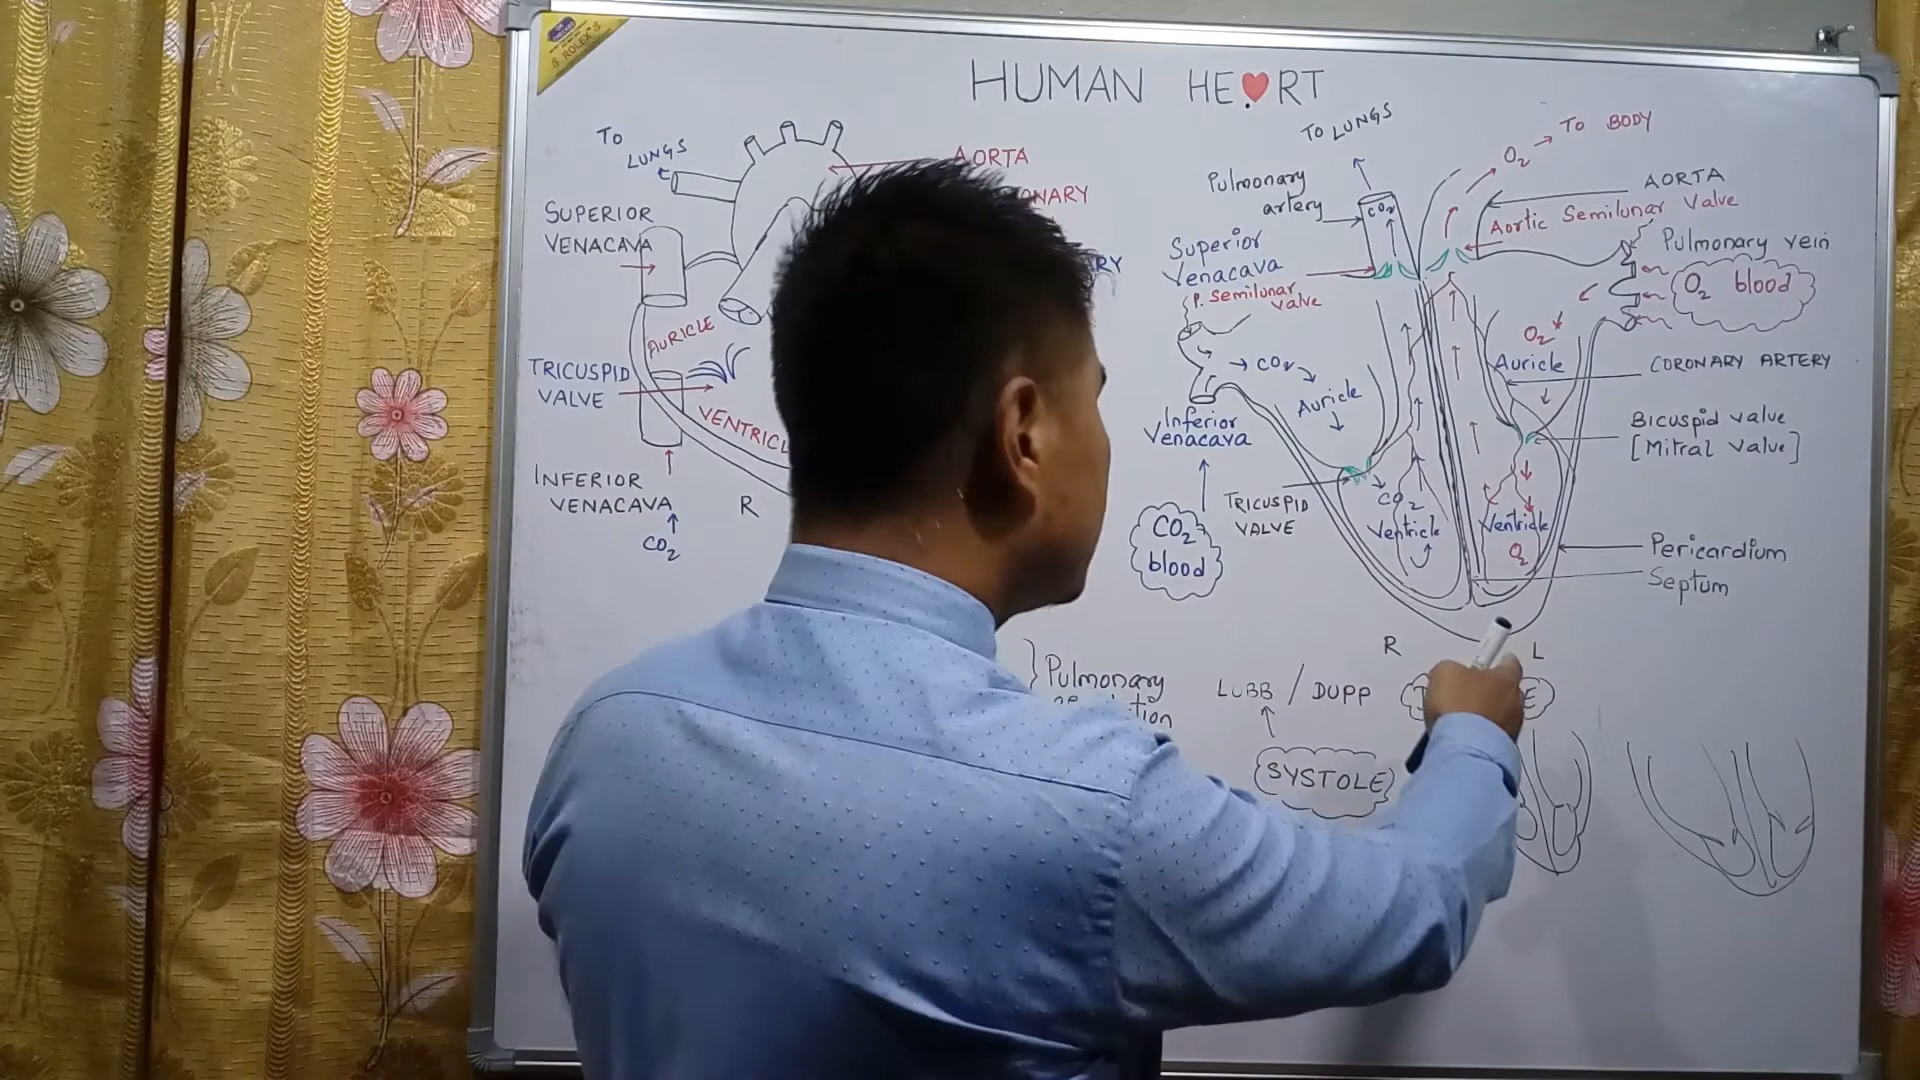 HUMAN HE RT
TO
LUNGS
AORTA
SUPERIOR
VENACAVA
AURICLE
TRICUSPID
VALVE
INFERIOR
VENACAVA
CO2
R
TO LUNGS
Pulmonary
artery
CO2
Superior
Venacava
P. Semilunar
valve
CO2
Auricle
Inferior
Venacava
CO2
blood
TRICUSPID
VALVE
CO2
Ventricle
O2 → TO BODY
AORTA
Aortic Semilunar Valve
Pulmonary vein
O2 blood
O2
Auricle
CORONARY ARTERY
Bicuspid valve
[Mitral valve]
Ventricle
O2
Pericardium
Septum
R
L
Pulmonary
LUBB / DUPP
SYSTOLE